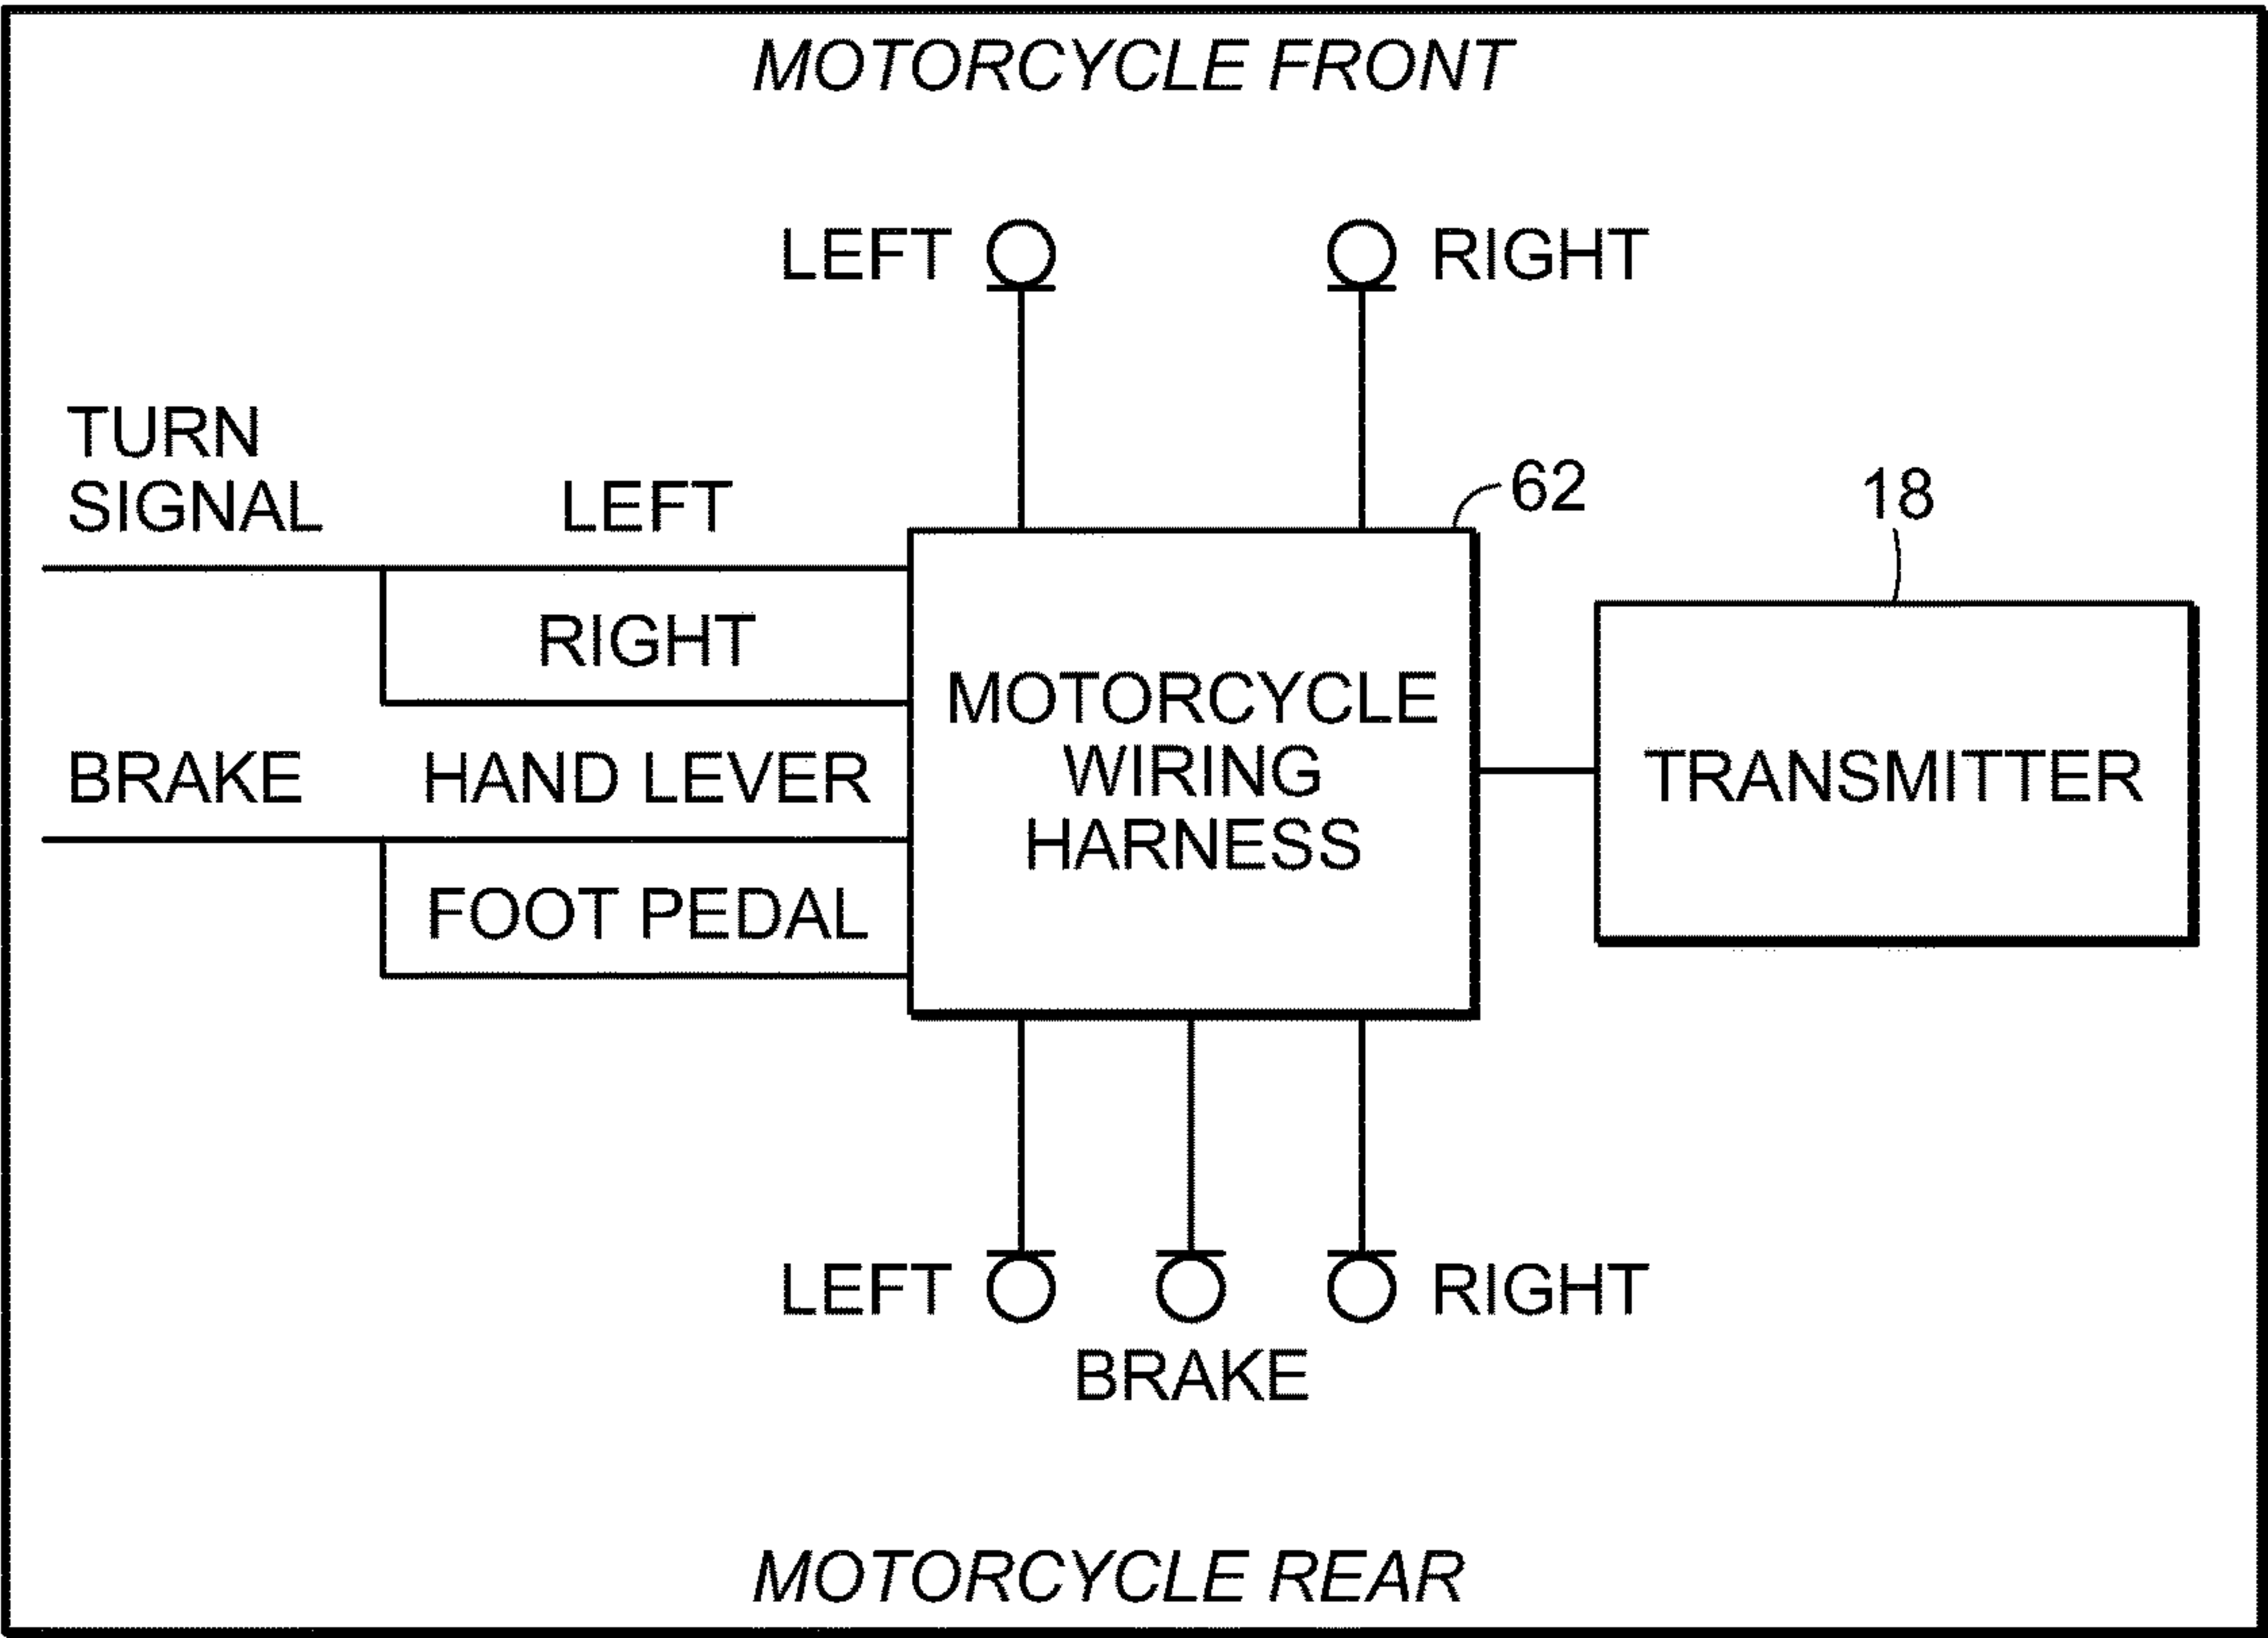 MOTORCYCLE FRONT
LEFT
RIGHT
TURN
SIGNAL
LEFT
62
18
RIGHT
MOTORCYCLE
WIRING
HARNESS
TRANSMITTER
BRAKE
HAND LEVER
FOOT PEDAL
LEFT
RIGHT
BRAKE
MOTORCYCLE REAR